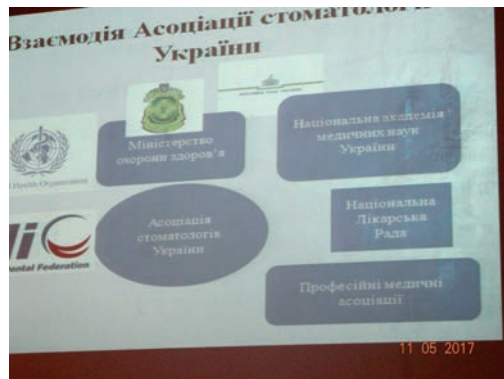 Взаємодія Асоціації стоматологів
України
Міністерство
охорони здоров'я
Національна академія
медичних наук
України
Health Organization
Асоціація
стоматологів
України
Національна
Лікарська
Рада
ental Federation
Професійні медичні
асоціації
11 05 2017